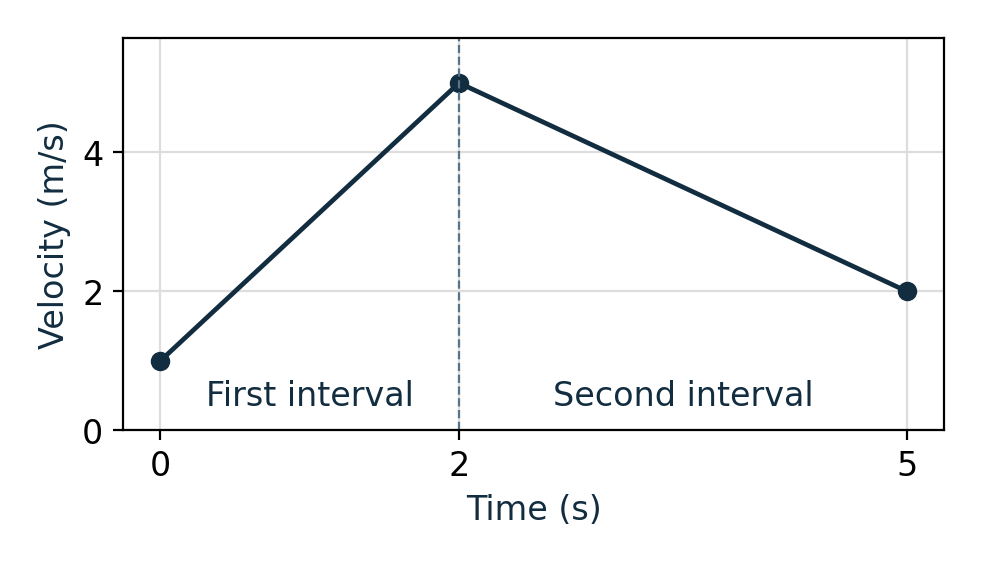 Velocity (m/s)
4
2
0
First interval
Second interval
0 2 5
Time (s)